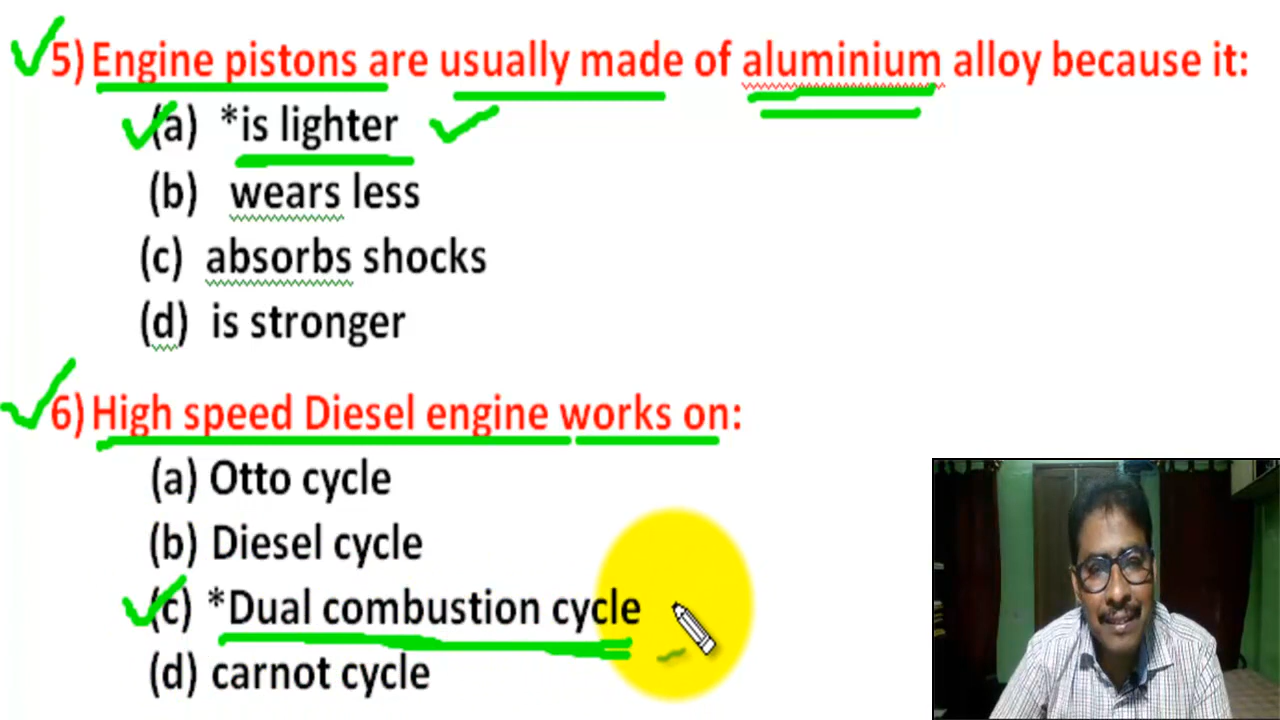 5) Engine pistons are usually made of aluminium alloy because it:
(a) *is lighter
(b) wears less
(c) absorbs shocks
(d) is stronger
6) High speed Diesel engine works on:
(a) Otto cycle
(b) Diesel cycle
(c) *Dual combustion cycle
(d) carnot cycle